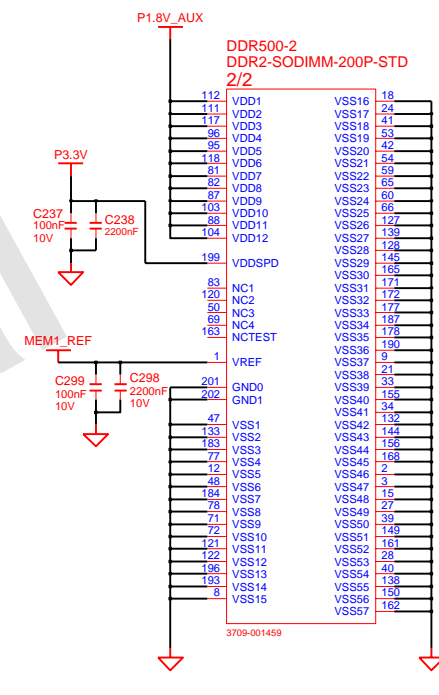 P1.8V_AUX
DDR500-2
DDR2-SODIMM-200P-STD
2/2
112 VDD1 VSS16 18
111 VDD2 VSS17 24
117 VDD3 VSS18 41
96 VDD4 VSS19 53
95 VDD5 VSS20 42
118 VDD6 VSS21 54
81 VDD7 VSS22 59
82 VDD8 VSS23 65
87 VDD9 VSS24 60
103 VDD10 VSS25 66
88 VDD11 VSS26 127
104 VDD12 VSS27 139
VSS28 128
P3.3V
C237
100nF
10V
C238
2200nF
199 VDDSPD VSS29 145
VSS30 165
83 NC1 VSS31 171
120 NC2 VSS32 172
50 NC3 VSS33 177
69 NC4 VSS34 187
163 NCTEST VSS35 178
VSS36 190
MEM1_REF
1 VREF VSS37 9
VSS38 21
C299
100nF
10V
C298
2200nF
10V
201 GND0 VSS39 33
202 GND1 VSS40 155
VSS41 34
47 VSS1 VSS42 132
133 VSS2 VSS43 144
183 VSS3 VSS44 156
77 VSS4 VSS45 168
12 VSS5 VSS46 2
48 VSS6 VSS47 3
184 VSS7 VSS48 15
78 VSS8 VSS49 27
71 VSS9 VSS50 39
72 VSS10 VSS51 149
121 VSS11 VSS52 161
122 VSS12 VSS53 28
196 VSS13 VSS54 40
193 VSS14 VSS55 138
8 VSS15 VSS56 150
VSS57 162
3709-001459